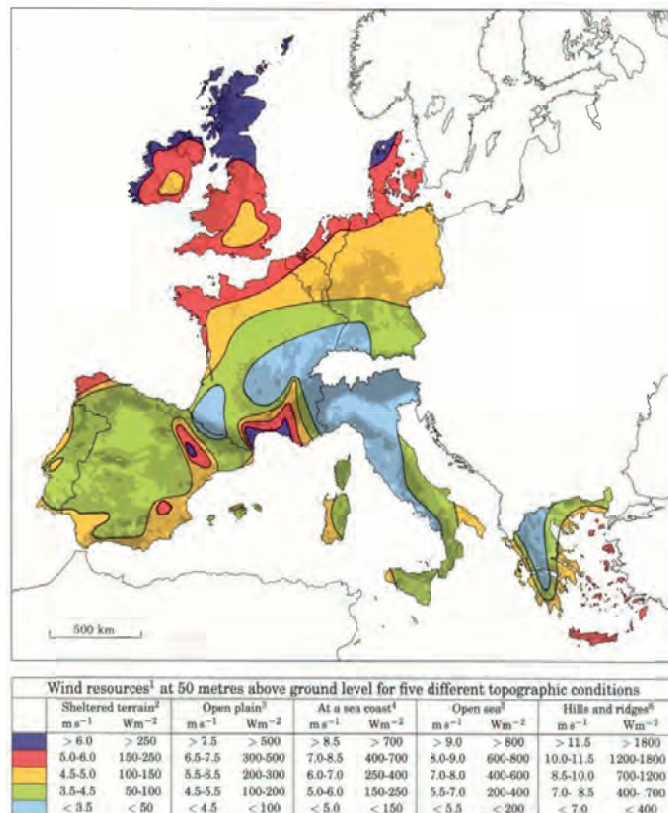 500 km
Wind resources¹ at 50 metres above ground level for five different topographic conditions
Sheltered terrain² Open plain³ At a sea coast⁴ Open sea⁵ Hills and ridges⁶
m s⁻¹ Wm⁻² m s⁻¹ Wm⁻² m s⁻¹ Wm⁻² m s⁻¹ Wm⁻² m s⁻¹ Wm⁻²
> 6.0 > 250 > 7.5 > 500 > 8.5 > 700 > 9.0 > 800 > 11.5 > 1800
5.0-6.0 150-250 6.5-7.5 300-500 7.0-8.5 400-700 8.0-9.0 600-800 10.0-11.5 1200-1800
4.5-5.0 100-150 5.5-6.5 200-300 6.0-7.0 250-400 7.0-8.0 400-600 8.5-10.0 700-1200
3.5-4.5 50-100 4.5-5.5 100-200 5.0-6.0 150-250 5.5-7.0 200-400 7.0- 8.5 400- 700
< 3.5 < 50 < 4.5 < 100 < 5.0 < 150 < 5.5 < 200 < 7.0 < 400